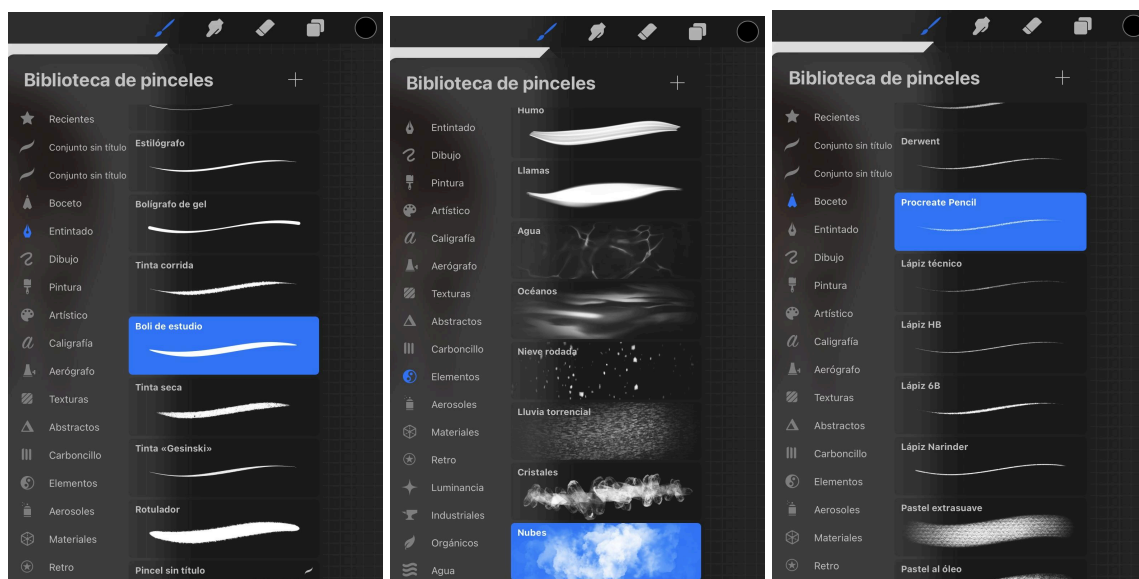 Biblioteca de pinceles
Recientes
Conjunto sin título
Conjunto sin título
Boceto
Entintado
Dibujo
Pintura
Artístico
Caligrafía
Aerógrafo
Texturas
Abstractos
Carboncillo
Elementos
Aerosoles
Materiales
Retro
Estilógrafo
Bolígrafo de gel
Tinta corrida
Boli de estudio
Tinta seca
Tinta «Gesinski»
Rotulador
Pincel sin título
Biblioteca de pinceles
Entintado
Dibujo
Pintura
Artístico
Caligrafía
Aerógrafo
Texturas
Abstractos
Carboncillo
Elementos
Aerosoles
Materiales
Retro
Luminancia
Industriales
Orgánicos
Agua
Humo
Llamas
Agua
Océanos
Nieve rodada
Lluvia torrencial
Cristales
Nubes
Biblioteca de pinceles
Recientes
Conjunto sin título
Conjunto sin título
Boceto
Entintado
Dibujo
Pintura
Artístico
Caligrafía
Aerógrafo
Texturas
Abstractos
Carboncillo
Elementos
Aerosoles
Materiales
Retro
Derwent
Procreate Pencil
Lápiz técnico
Lápiz HB
Lápiz 6B
Lápiz Narinder
Pastel extrasuave
Pastel al óleo